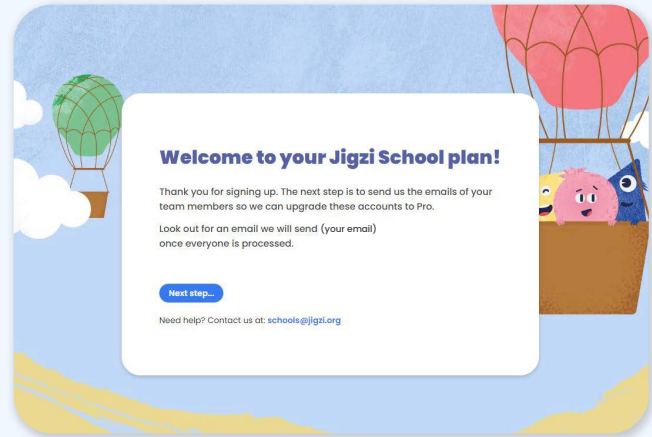 Welcome to your Jigzi School plan!
Thank you for signing up. The next step is to send us the emails of your
team members so we can upgrade these accounts to Pro.
Look out for an email we will send (your email)
once everyone is processed.
Next step...
Need help? Contact us at: schools@jigzi.org